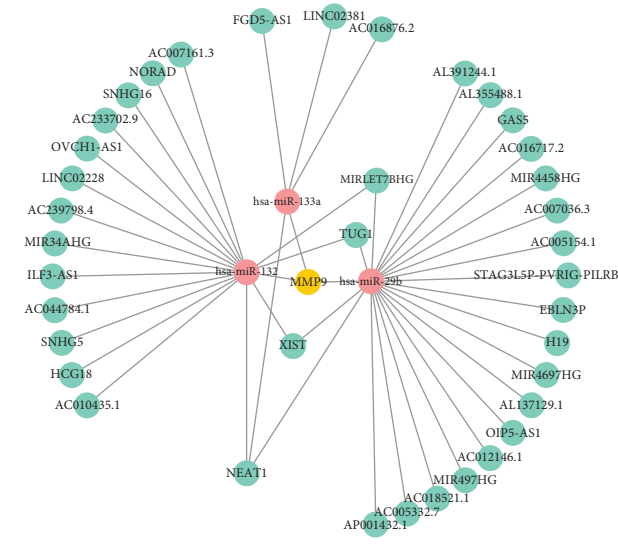 FGD5-AS1
LINC02381
AC016876.2
AC007161.3
NORAD
SNHG16
AC233702.9
OVCH1-AS1
LINC02228
AC239798.4
MIR34AHG
ILF3-AS1
AC044784.1
SNHG5
HCG18
AC010435.1
hsa-miR-133a
MIRLET7BHG
TUG1
hsa-miR-132
MMP9
hsa-miR-29b
XIST
NEAT1
AL391244.1
AL355488.1
GAS5
AC016717.2
MIR4458HG
AC007036.3
AC005154.1
STAG3L5P-PVRIG-PILRB
EBLN3P
H19
MIR4697HG
AL137129.1
OIP5-AS1
AC012146.1
MIR497HG
AC018521.1
AC005332.7
AP001432.1